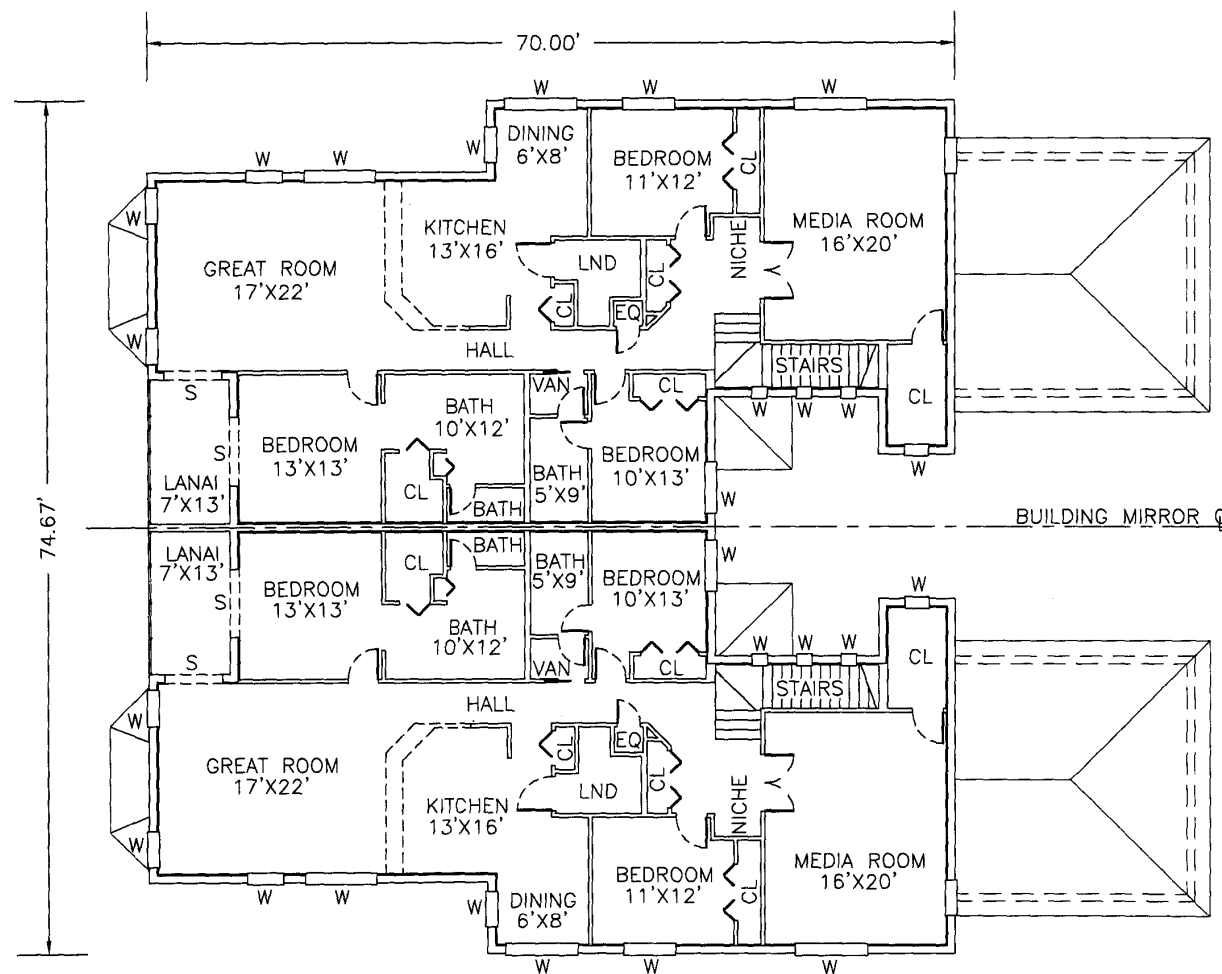 70.00'
W W W
DINING
6'X8'
W
BEDROOM
11'X12'
CL
W W
W
KITCHEN
13'X16'
MEDIA ROOM
16'X20'
GREAT ROOM
17'X22'
LND
CL
NICHE
CL
EQ
W
HALL
STAIRS
S
VAN
CL
BATH
10'X12'
W W W
CL
BEDROOM
13'X13'
S
BEDROOM
10'X13'
W
LANAI
7'X13'
CL
BATH
5'X9'
BATH
W
74.67'
BUILDING MIRROR
LANAI
7'X13'
BATH
BATH
5'X9'
W
CL
BEDROOM
13'X13'
S
BEDROOM
10'X13'
W
BATH
10'X12'
W W W
S
VAN
CL
CL
STAIRS
HALL
W
EQ
CL
CL
GREAT ROOM
17'X22'
LND
NICHE
KITCHEN
13'X16'
W
MEDIA ROOM
16'X20'
BEDROOM
11'X12'
CL
W W
W
DINING
6'X8'
W W W